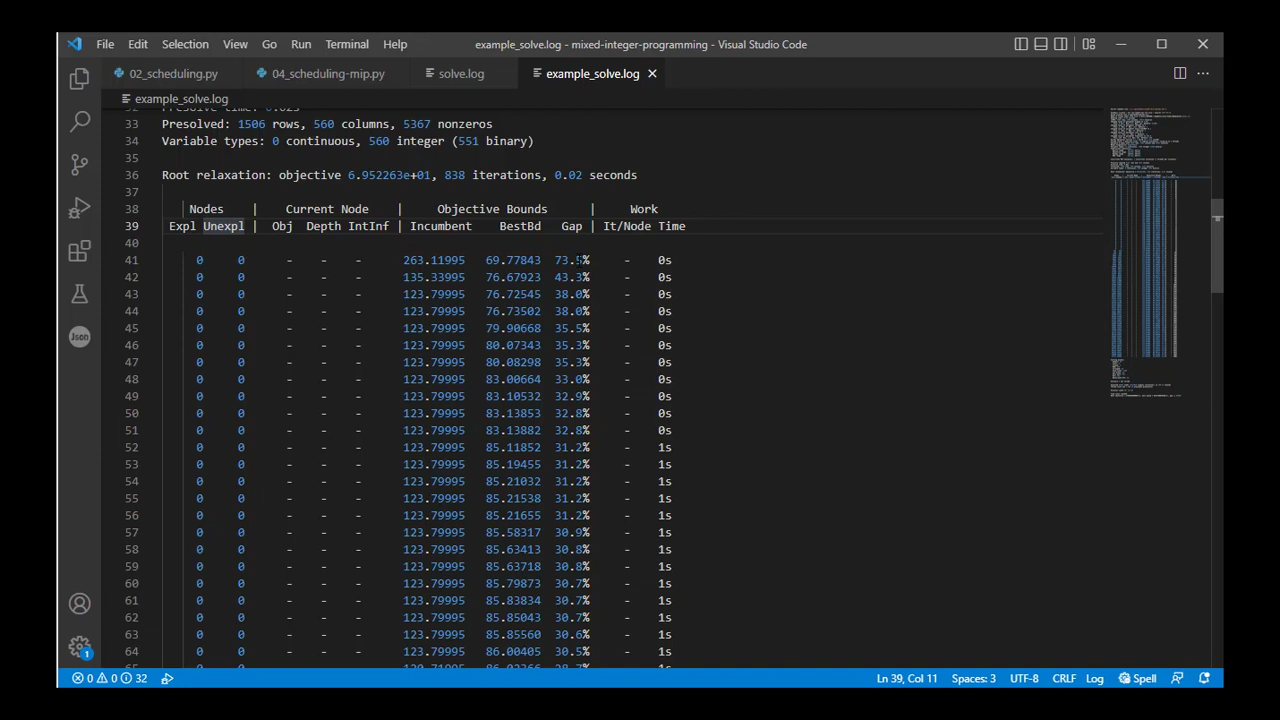 File Edit Selection View Go Run Terminal Help example_solve.log - mixed-integer-programming - Visual Studio Code
02_scheduling.py 04_scheduling-mip.py solve.log example_solve.log
example_solve.log
33 Presolved: 1506 rows, 560 columns, 5367 nonzeros
34 Variable types: 0 continuous, 560 integer (551 binary)
35
36 Root relaxation: objective 6.952263e+01, 838 iterations, 0.02 seconds
37
38 Nodes | Current Node | Objective Bounds | Work
39 Expl Unexpl | Obj Depth IntInf | Incumbent BestBd Gap | It/Node Time
40
41 0 0 - - - 263.11995 69.77843 73.5% - 0s
42 0 0 - - - 135.33995 76.67923 43.3% - 0s
43 0 0 - - - 123.79995 76.72545 38.0% - 0s
44 0 0 - - - 123.79995 76.73502 38.0% - 0s
45 0 0 - - - 123.79995 79.90668 35.5% - 0s
46 0 0 - - - 123.79995 80.07343 35.3% - 0s
47 0 0 - - - 123.79995 80.08298 35.3% - 0s
48 0 0 - - - 123.79995 83.00664 33.0% - 0s
49 0 0 - - - 123.79995 83.10532 32.9% - 0s
50 0 0 - - - 123.79995 83.13853 32.8% - 0s
51 0 0 - - - 123.79995 83.13882 32.8% - 0s
52 0 0 - - - 123.79995 85.11852 31.2% - 1s
53 0 0 - - - 123.79995 85.19455 31.2% - 1s
54 0 0 - - - 123.79995 85.21032 31.2% - 1s
55 0 0 - - - 123.79995 85.21538 31.2% - 1s
56 0 0 - - - 123.79995 85.21655 31.2% - 1s
57 0 0 - - - 123.79995 85.58317 30.9% - 1s
58 0 0 - - - 123.79995 85.63413 30.8% - 1s
59 0 0 - - - 123.79995 85.63718 30.8% - 1s
60 0 0 - - - 123.79995 85.79873 30.7% - 1s
61 0 0 - - - 123.79995 85.83834 30.7% - 1s
62 0 0 - - - 123.79995 85.85043 30.7% - 1s
63 0 0 - - - 123.79995 85.85560 30.6% - 1s
64 0 0 - - - 123.79995 86.00405 30.5% - 1s
Json
1
0 0 32 Ln 39, Col 11 Spaces: 3 UTF-8 CRLF Log Spell